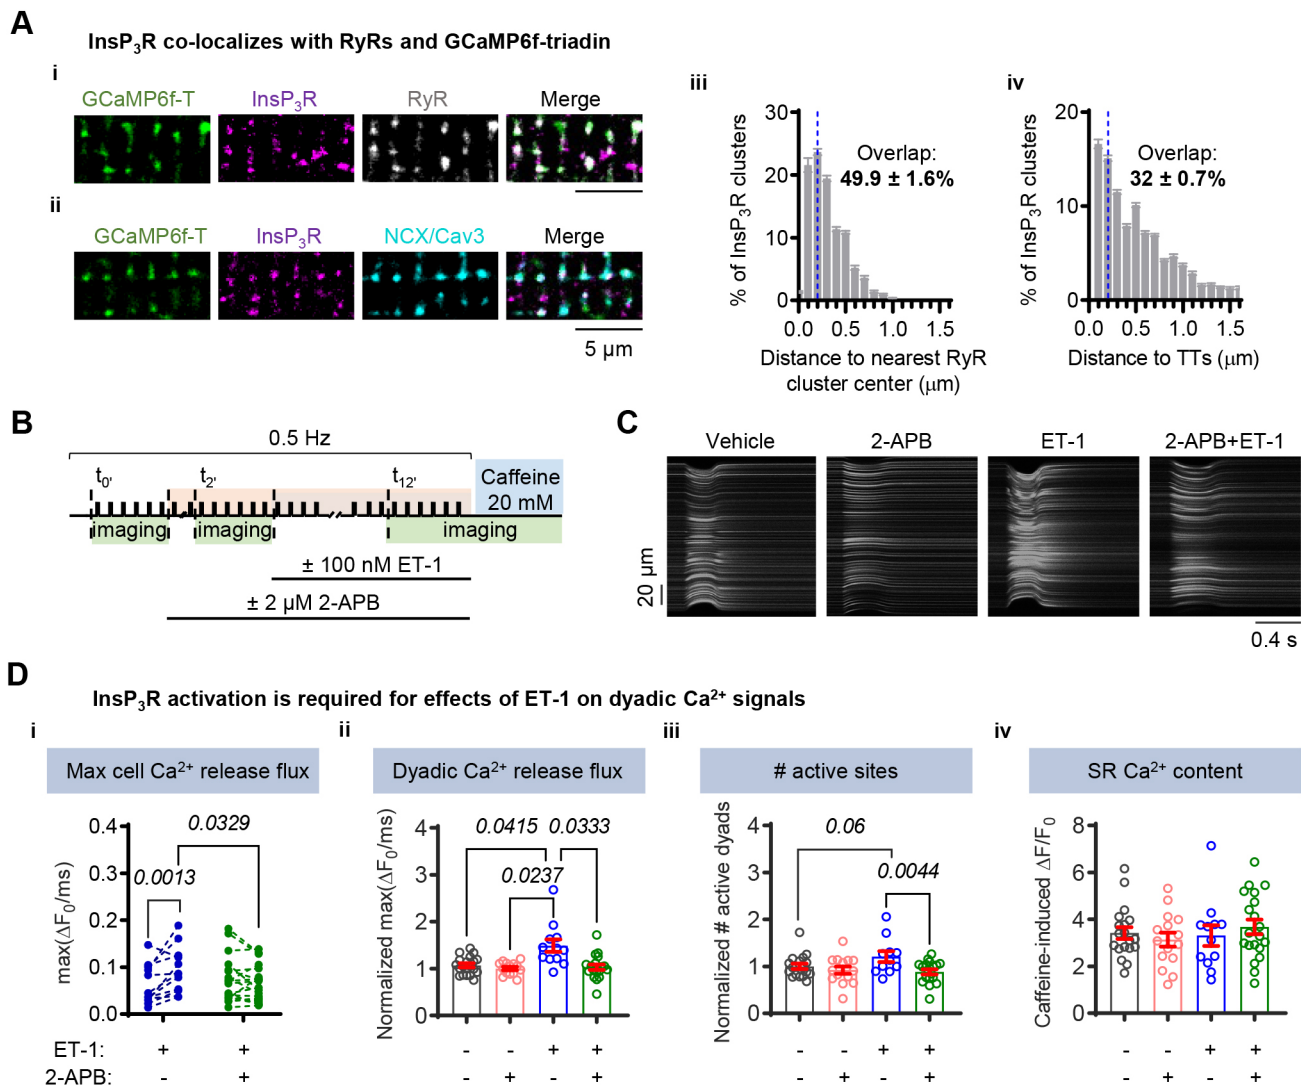 A
InsP₃R co-localizes with RyRs and GCaMP6f-triadin
i
GCaMP6f-T InsP₃R RyR Merge
ii
GCaMP6f-T InsP₃R NCX/Cav3 Merge
5 µm
iii
% of InsP₃R clusters
30
20
10
0
Overlap:
49.9 ± 1.6%
0.0 0.5 1.0 1.5
Distance to nearest RyR
cluster center (µm)
iv
% of InsP₃R clusters
20
10
0
Overlap:
32 ± 0.7%
0.0 0.5 1.0 1.5
Distance to TTs (µm)
B
0.5 Hz
t0' t2' t12'
Caffeine
20 mM
imaging imaging imaging
± 100 nM ET-1
± 2 µM 2-APB
C
Vehicle 2-APB ET-1 2-APB+ET-1
20 µm
0.4 s
D
InsP₃R activation is required for effects of ET-1 on dyadic Ca²⁺ signals
i
Max cell Ca²⁺ release flux
max(ΔF₀/ms)
0.4
0.3
0.2
0.1
0.0
0.0329
0.0013
ET-1: + +
2-APB: - +
ii
Dyadic Ca²⁺ release flux
Normalized max(ΔF₀/ms)
4
3
2
1
0
0.0415 0.0333
0.0237
- - + +
- + - +
iii
# active sites
Normalized # active dyads
4
3
2
1
0
0.06
0.0044
- - + +
- + - +
iv
SR Ca²⁺ content
Caffeine-induced ΔF/F₀
8
6
4
2
0
- - + +
- + - +